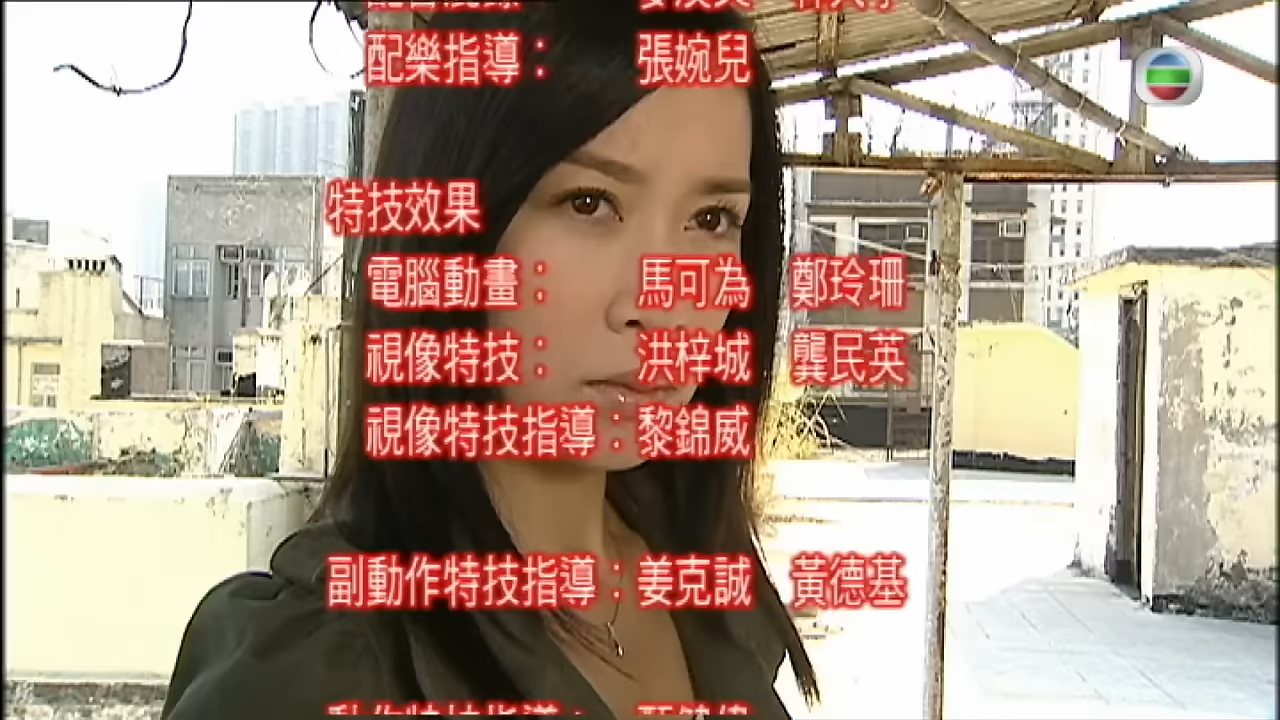 配樂指導： 張婉兒
特技效果
電腦動畫： 馬可為 鄭玲珊
視像特技： 洪梓城 龔民英
視像特技指導：黎錦威
副動作特技指導：姜克誠 黃德基